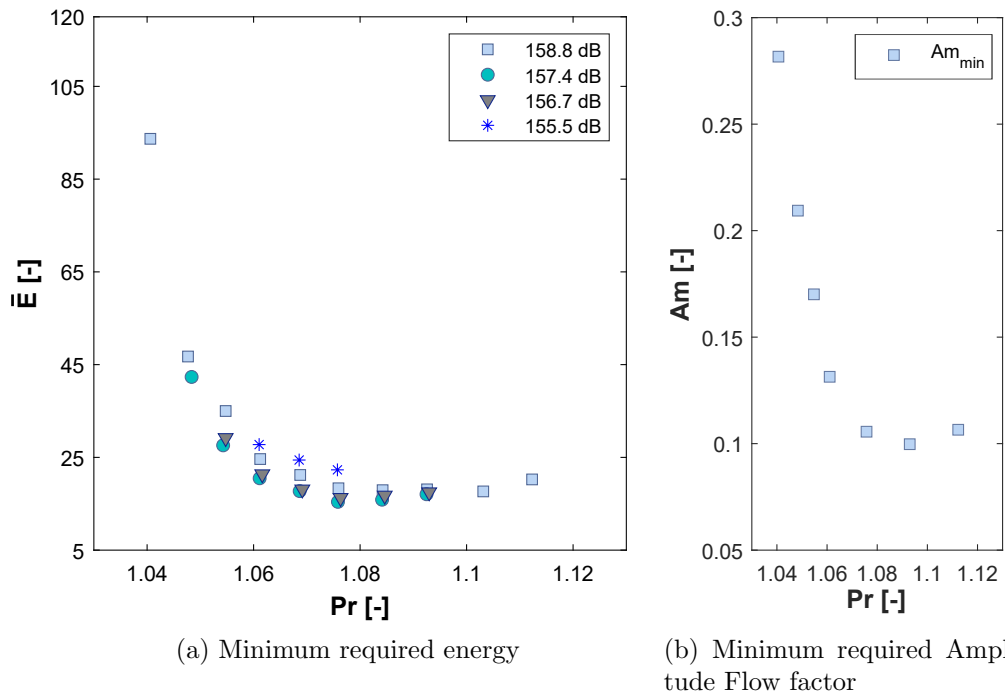 120
105
85
65
45
25
5
Ē [-]
158.8 dB
157.4 dB
156.7 dB
155.5 dB
1.04 1.06 1.08 1.1 1.12
Pr [-]
(a) Minimum required energy
0.3
0.25
0.2
0.15
0.1
0.05
Am [-]
Am_min
1.04 1.06 1.08 1.1 1.12
Pr [-]
(b) Minimum required Ampl
tude Flow factor